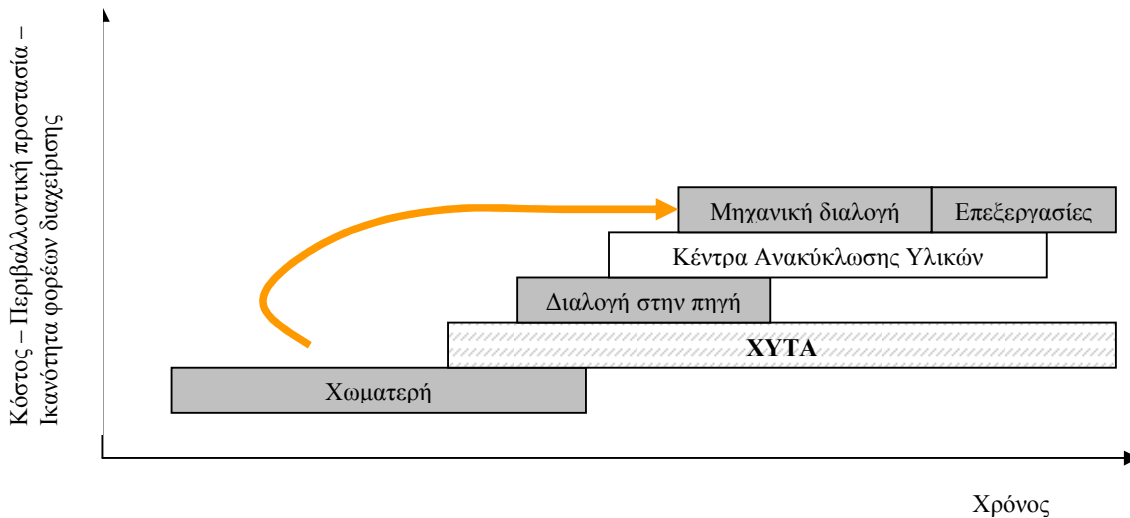 Κόστος – Περιβαλλοντική προστασία –
Ικανότητα φορέων διαχείρισης
Μηχανική διαλογή
Επεξεργασίες
Κέντρα Ανακύκλωσης Υλικών
Διαλογή στην πηγή
ΧΥΤΑ
Χωματερή
Χρόνος